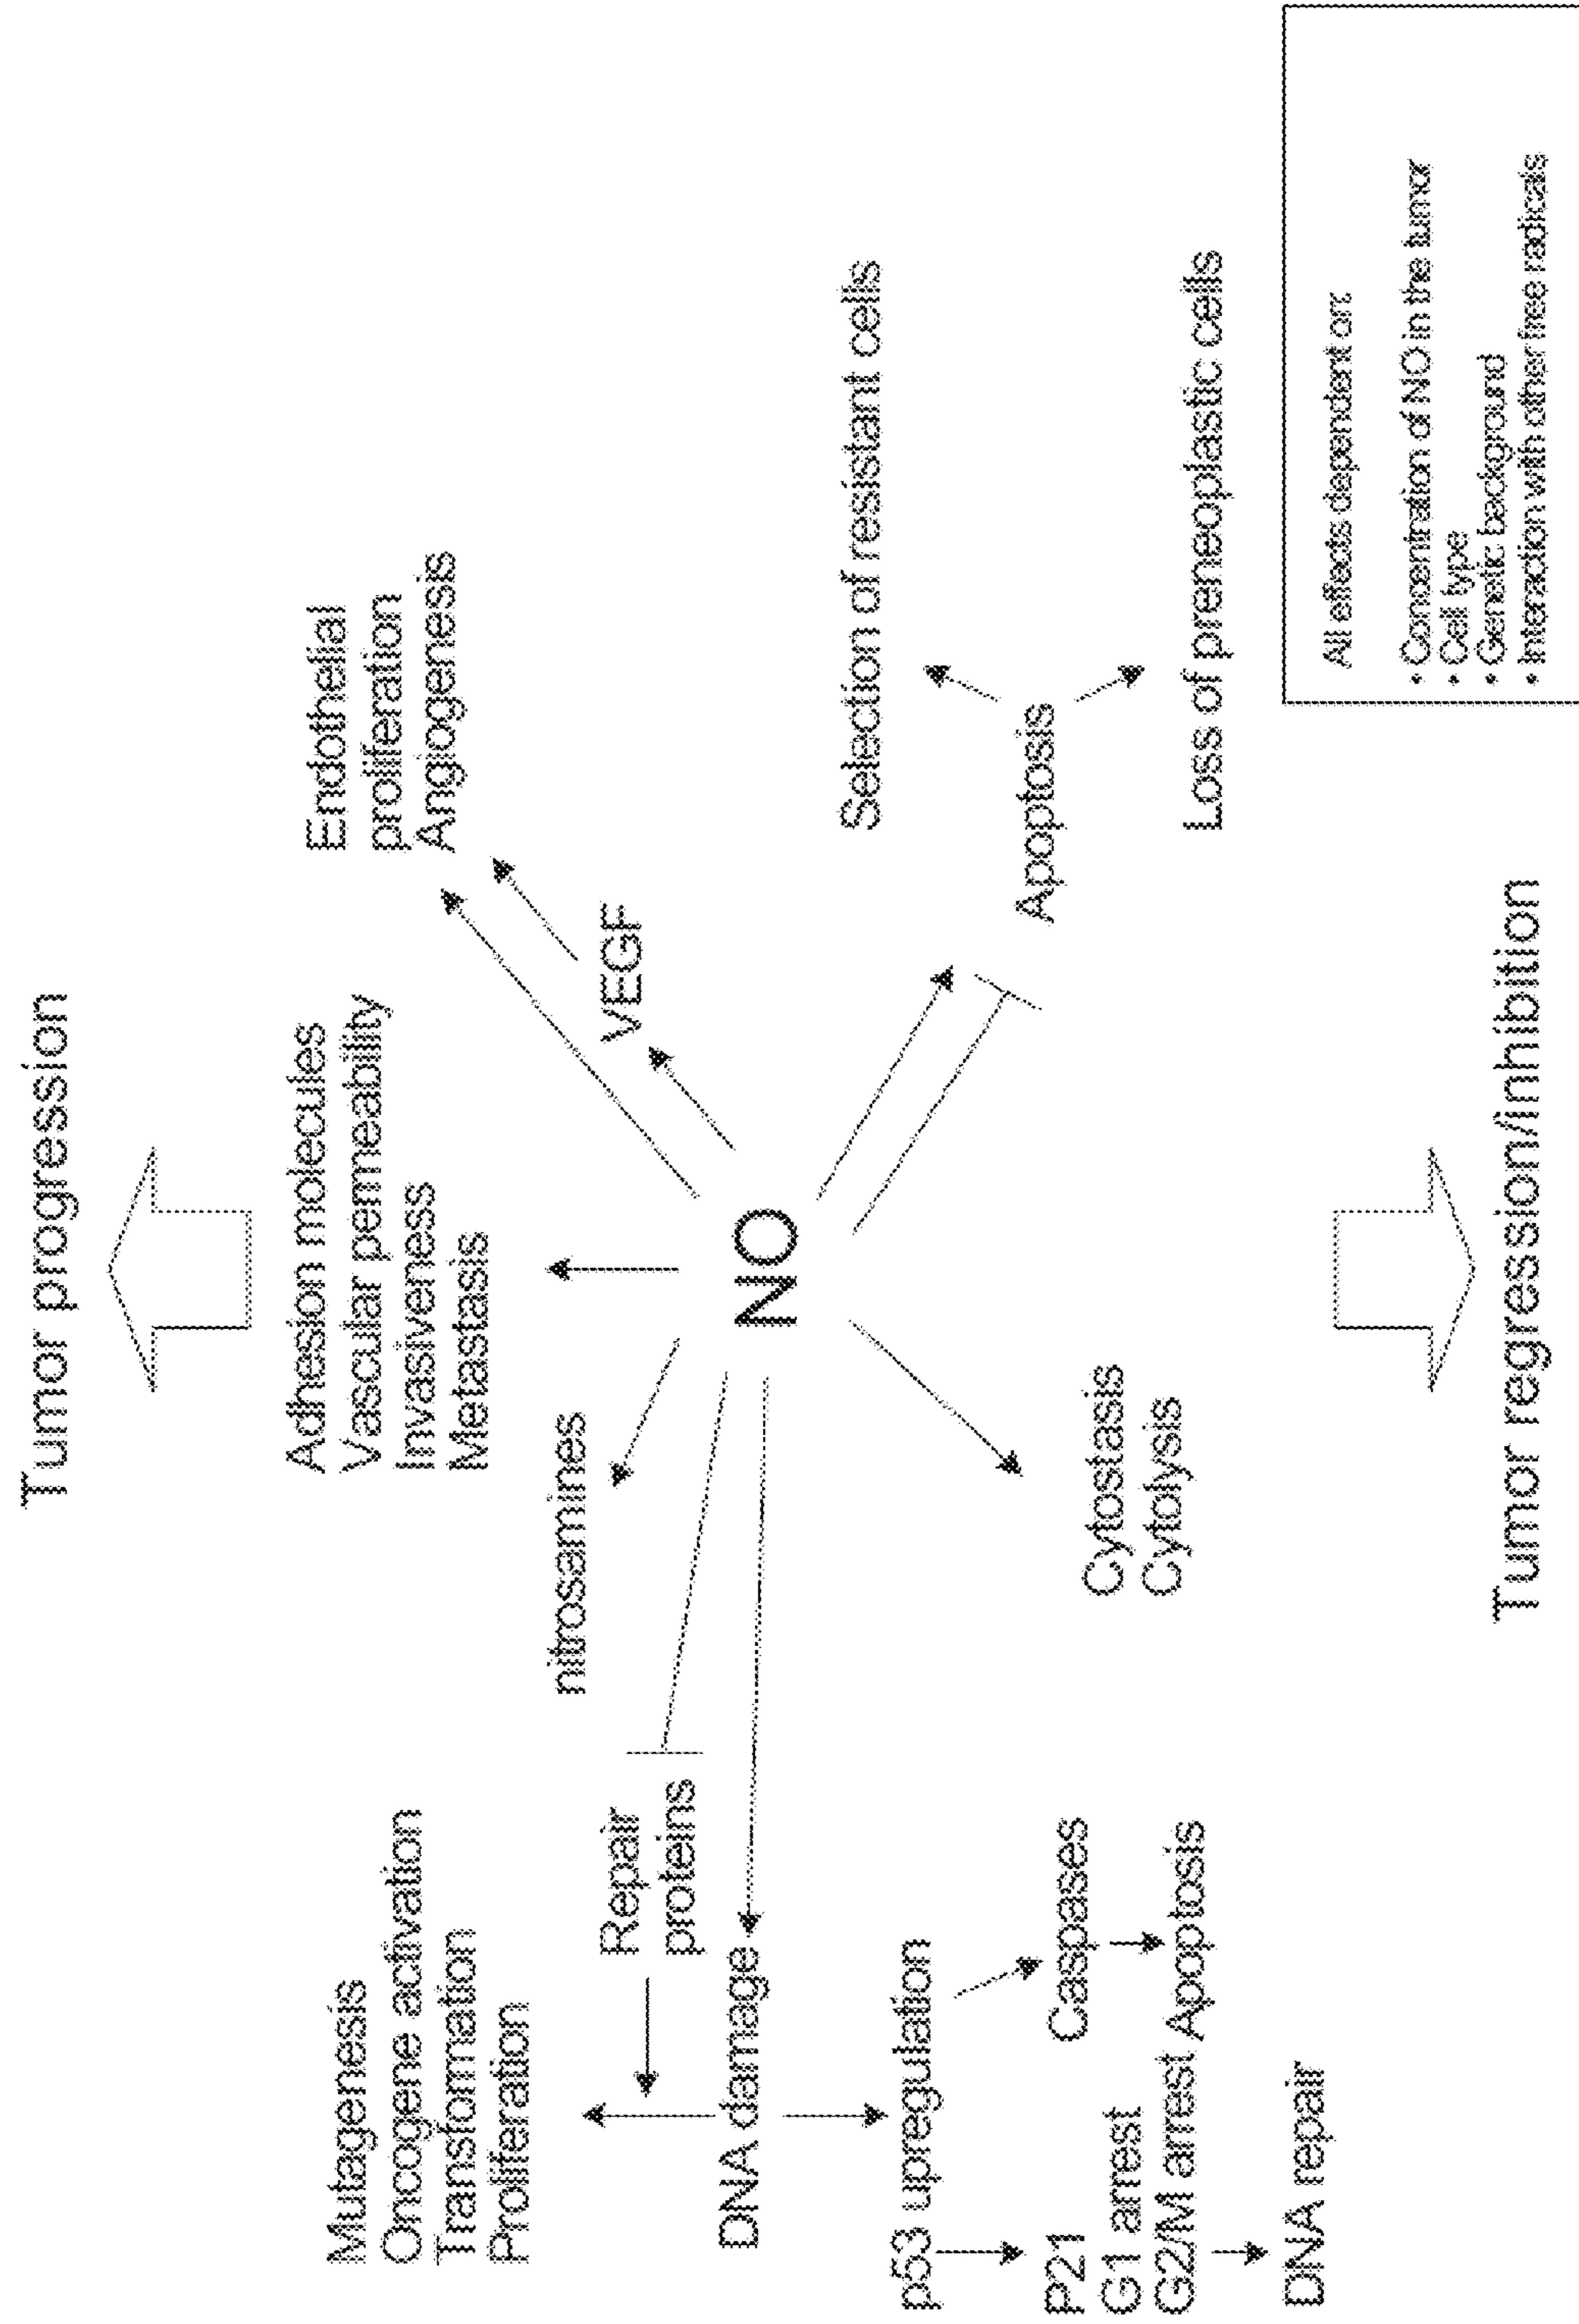 Tumor progression
Mutagenesis
Oncogene activation
Transformation
Proliferation
Adhesion molecules
Vascular permeability
Invasiveness
Metastasis
Endothelial
proliferation
Angiogenesis
nitrosamines
Repair
proteins
VEGF
DNA damage
NO
Selection of resistant cells
p53 upregulation
Apoptosis
P21
G1 arrest
G2/M arrest
Caspases
Apoptosis
Cytostasis
Cytolysis
Loss of preneoplastic cells
DNA repair
Tumor regression/inhibition
All effects dependent on:
• Concentration of NO in the tumor
• Cell type
• Genetic background
• Interaction with other free radicals